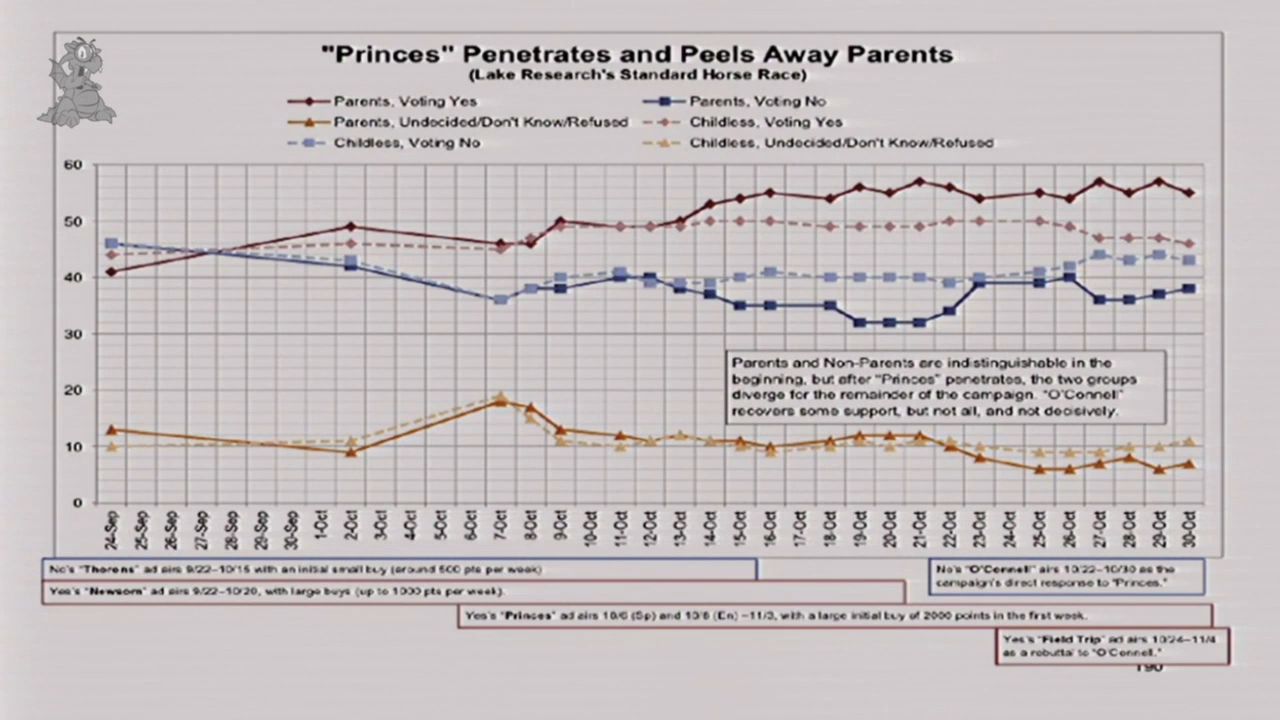 "Princes" Penetrates and Peels Away Parents
(Lake Research's Standard Horse Race)
Parents, Voting Yes
Parents, Voting No
Parents, Undecided/Don't Know/Refused
Childless, Voting Yes
Childless, Voting No
Childless, Undecided/Don't Know/Refused
60
50
40
30
20
10
0
Parents and Non-Parents are indistinguishable in the
beginning, but after "Princes" penetrates, the two groups
diverge for the remainder of the campaign. "O'Connell"
recovers some support, but not all, and not decisively.
24-Sep
25-Sep
26-Sep
27-Sep
28-Sep
29-Sep
30-Sep
1-Oct
2-Oct
3-Oct
4-Oct
5-Oct
6-Oct
7-Oct
8-Oct
9-Oct
10-Oct
11-Oct
12-Oct
13-Oct
14-Oct
15-Oct
16-Oct
17-Oct
18-Oct
19-Oct
20-Oct
21-Oct
22-Oct
23-Oct
24-Oct
25-Oct
26-Oct
27-Oct
28-Oct
29-Oct
30-Oct
No's "Thorons" ad airs 9/22–10/15 with an initial small buy (around 500 pts per week)
No's "O'Connell" airs 10/22–10/30 as the
campaign's direct response to "Princes."
Yes's "Newsom" ad airs 9/22–10/20, with large buys (up to 1000 pts per week).
Yes's "Princes" ad airs 10/6 (Sp) and 10/8 (En) –11/3, with a large initial buy of 2000 points in the first week.
Yes's "Field Trip" ad airs 10/24–11/4
as a rebuttal to "O'Connell."
190